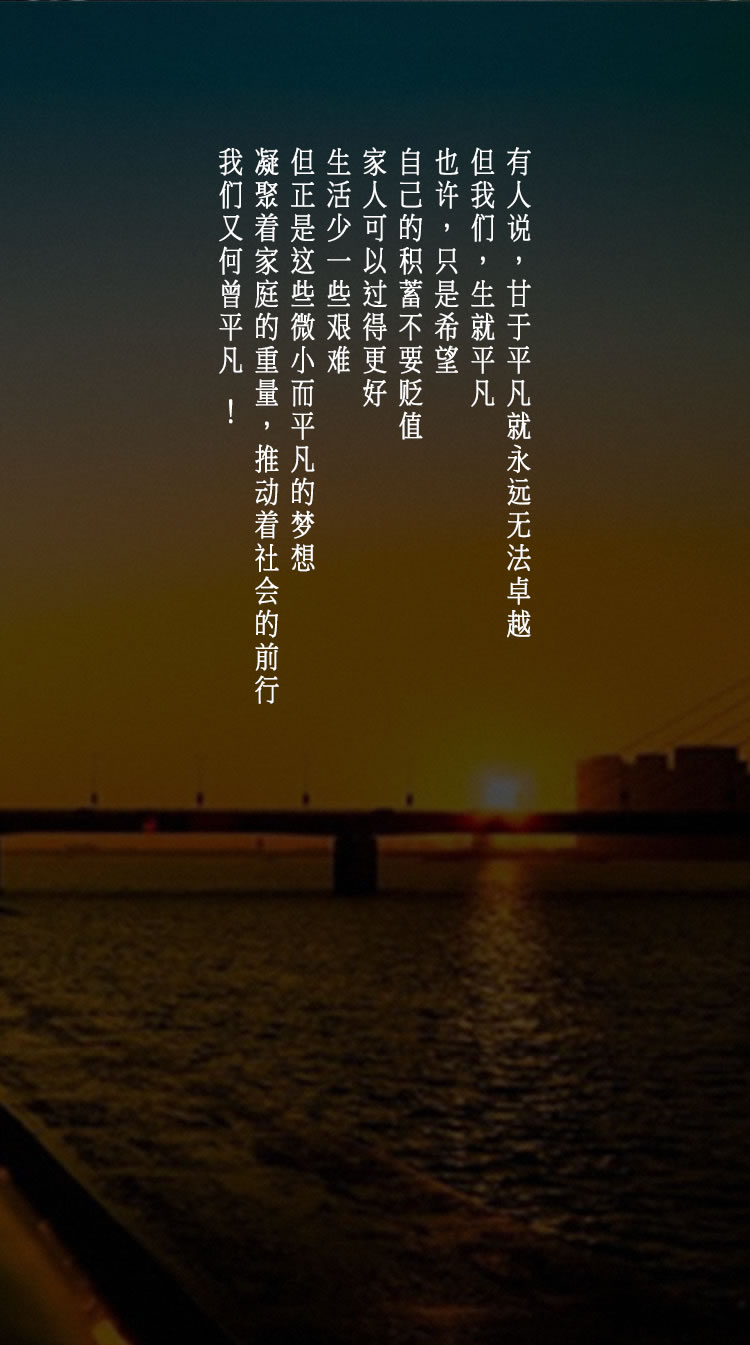 有人说，甘于平凡就永远无法卓越
但我们，生就平凡
也许，只是希望
自己的积蓄不要贬值
家人可以过得更好
生活少一些艰难
但正是这些微小而平凡的梦想
凝聚着家庭的重量，推动着社会的前行
我们又何曾平凡！